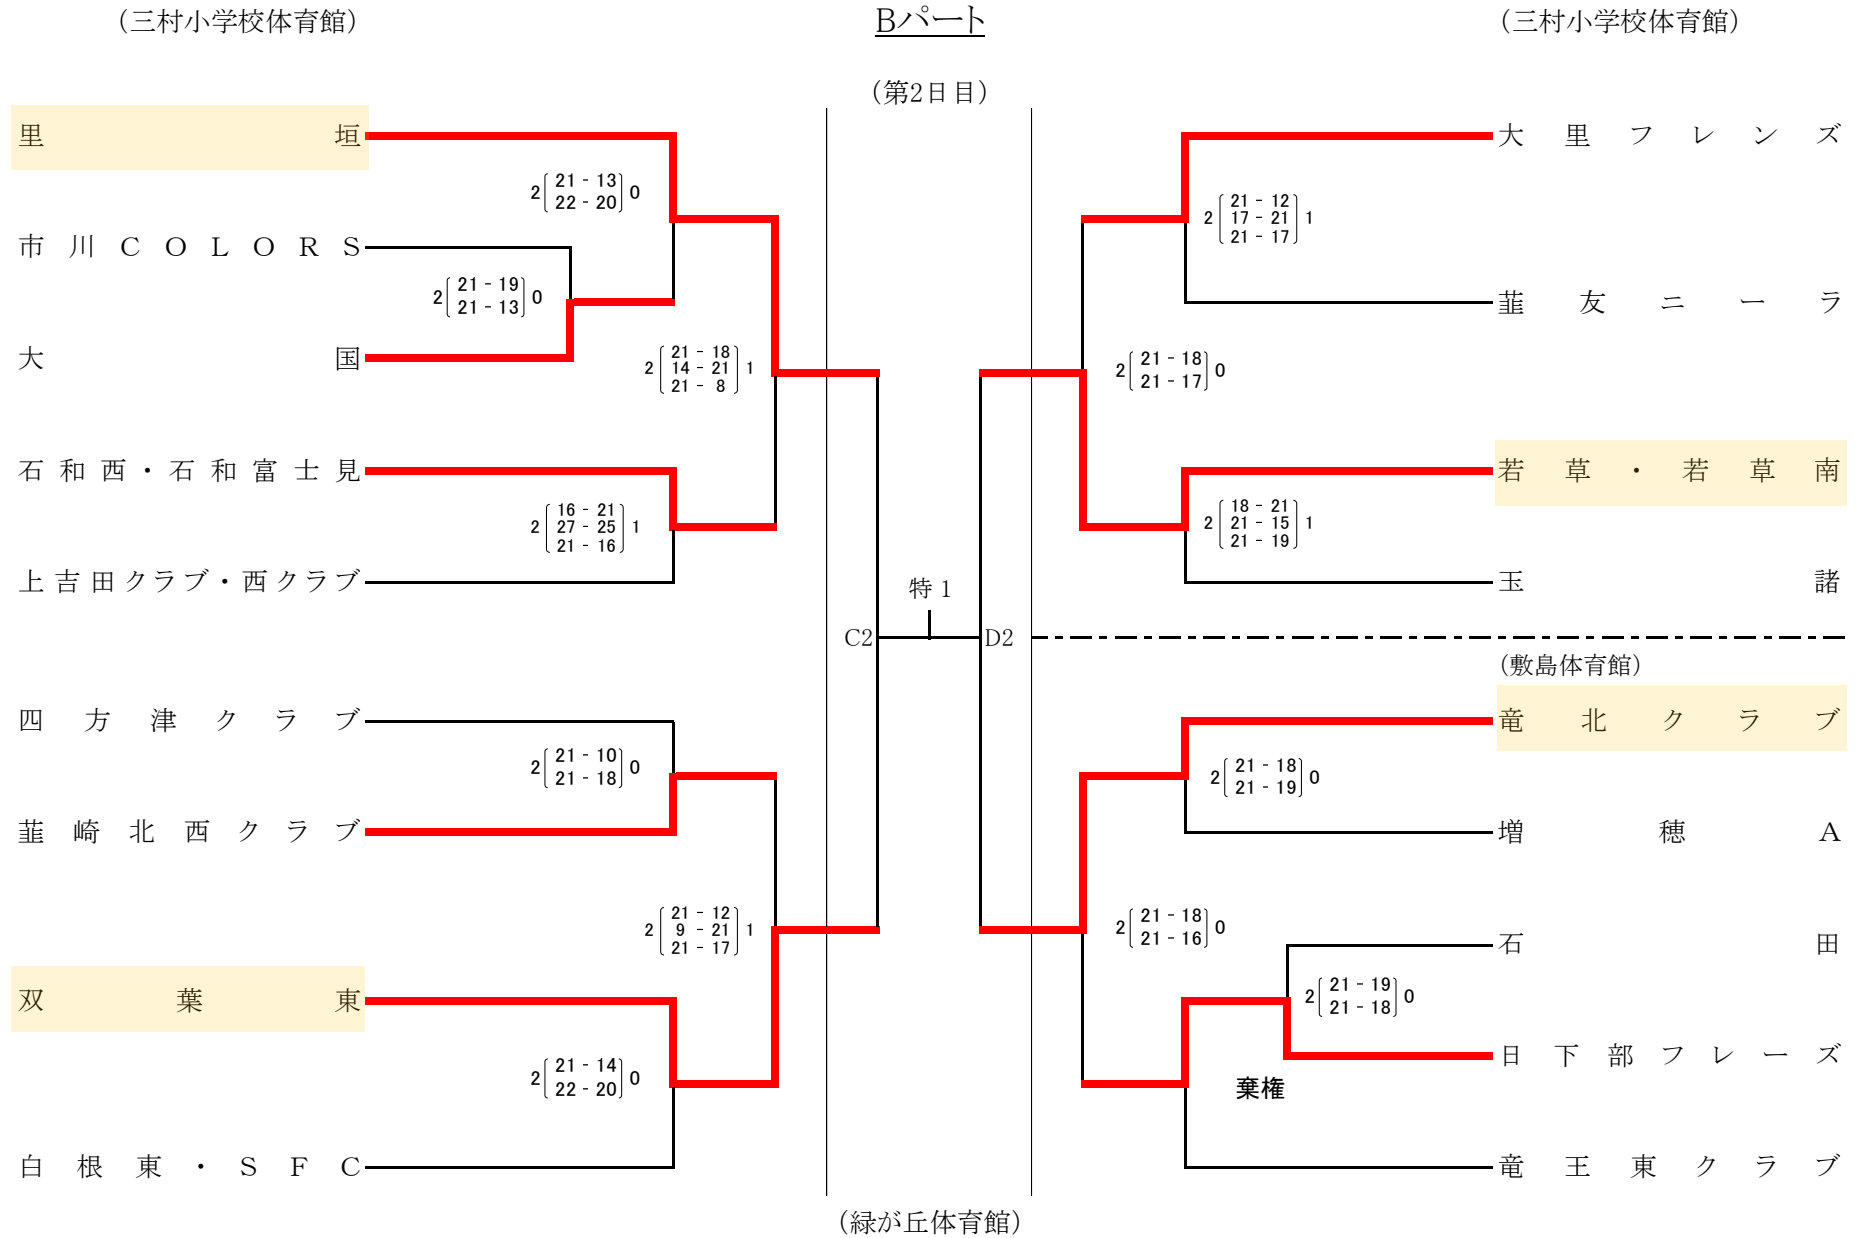 (三村小学校体育館)
Bパート
(三村小学校体育館)
(第2日目)
里垣
2 21 - 13 0
22 - 20
市川COLORS
2 21 - 19 0
21 - 13
大国
2 21 - 18 1
14 - 21
21 - 8
石和西・石和富士見
2 16 - 21 1
27 - 25
21 - 16
上吉田クラブ・西クラブ
四方津クラブ
2 21 - 10 0
21 - 18
韮崎北西クラブ
2 21 - 12 1
9 - 21
21 - 17
双葉東
2 21 - 14 0
22 - 20
白根東・SFC
特1
C2
D2
大里フレンズ
2 21 - 12 1
17 - 21
21 - 17
韮友ニーラ
2 21 - 18 0
21 - 17
若草・若草南
2 18 - 21 1
21 - 15
21 - 19
玉諸
(敷島体育館)
竜北クラブ
2 21 - 18 0
21 - 19
増穂A
2 21 - 18 0
21 - 16
石田
2 21 - 19 0
21 - 18
日下部フレーズ
棄権
竜王東クラブ
(緑が丘体育館)